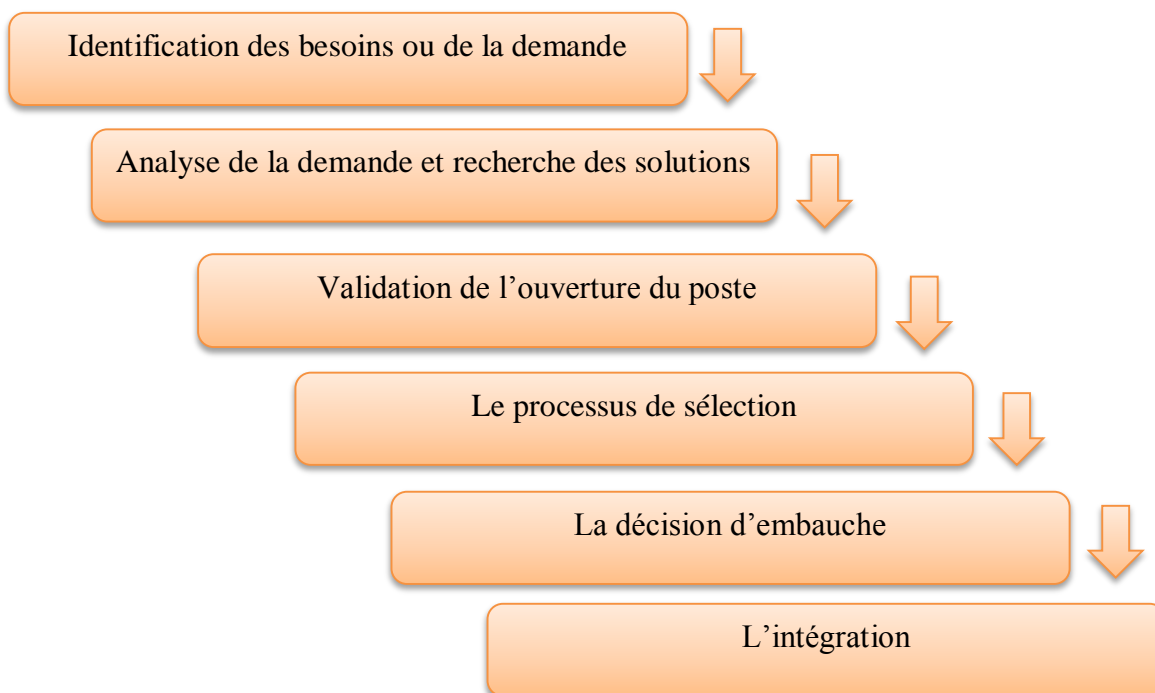 Identification des besoins ou de la demande
Analyse de la demande et recherche des solutions
Validation de l’ouverture du poste
Le processus de sélection
La décision d’embauche
L’intégration